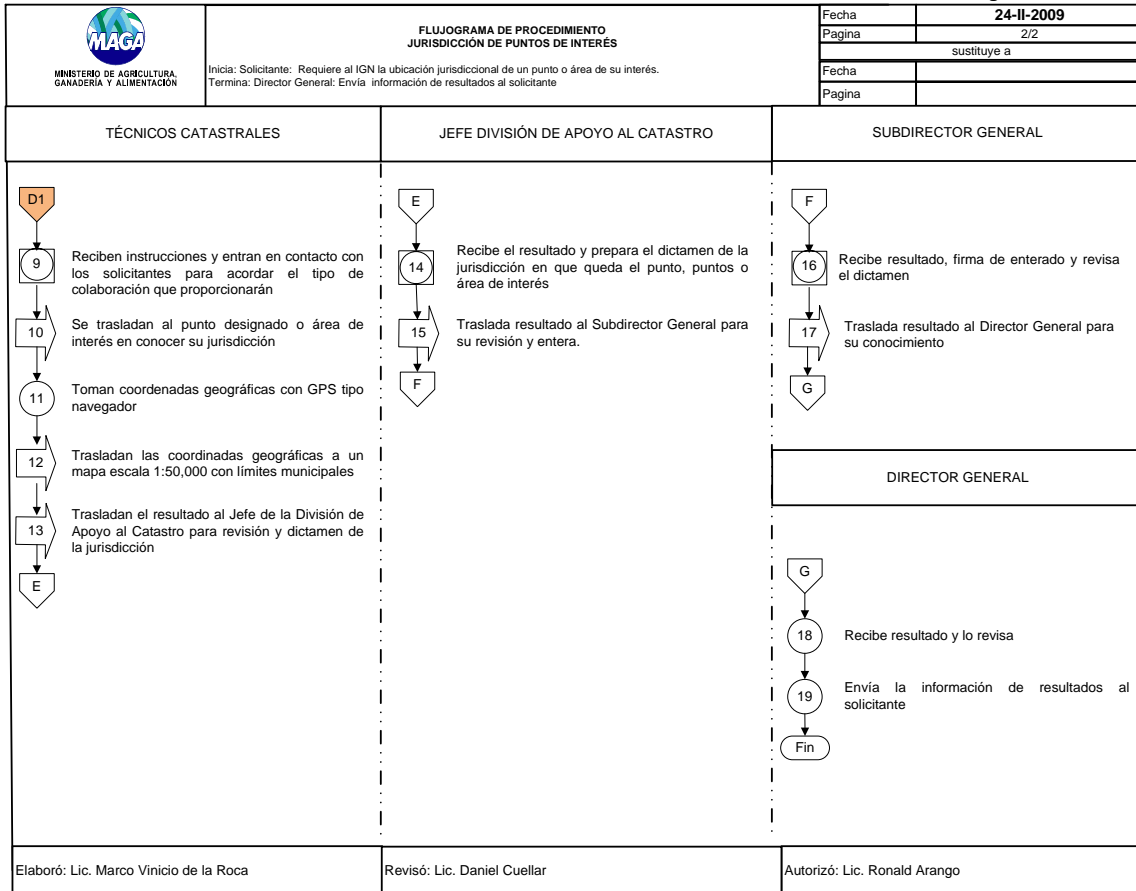 MAGA
MINISTERIO DE AGRICULTURA,
GANADERÍA Y ALIMENTACIÓN
FLUJOGRAMA DE PROCEDIMIENTO
JURISDICCIÓN DE PUNTOS DE INTERÉS
Inicia: Solicitante: Requiere al IGN la ubicación jurisdiccional de un punto o área de su interés.
Termina: Director General: Envía información de resultados al solicitante
Fecha 24-II-2009
Pagina 2/2
sustituye a
Fecha
Pagina
TÉCNICOS CATASTRALES
D1
9
Reciben instrucciones y entran en contacto con
los solicitantes para acordar el tipo de
colaboración que proporcionarán
10
Se trasladan al punto designado o área de
interés en conocer su jurisdicción
11
Toman coordenadas geográficas con GPS tipo
navegador
12
Trasladan las coordinadas geográficas a un
mapa escala 1:50,000 con límites municipales
13
Trasladan el resultado al Jefe de la División de
Apoyo al Catastro para revisión y dictamen de
la jurisdicción
E
JEFE DIVISIÓN DE APOYO AL CATASTRO
E
14
Recibe el resultado y prepara el dictamen de la
jurisdicción en que queda el punto, puntos o
área de interés
15
Traslada resultado al Subdirector General para
su revisión y entera.
F
SUBDIRECTOR GENERAL
F
16
Recibe resultado, firma de enterado y revisa
el dictamen
17
Traslada resultado al Director General para
su conocimiento
G
DIRECTOR GENERAL
G
18
Recibe resultado y lo revisa
19
Envía la información de resultados al
solicitante
Fin
Elaboró: Lic. Marco Vinicio de la Roca
Revisó: Lic. Daniel Cuellar
Autorizó: Lic. Ronald Arango